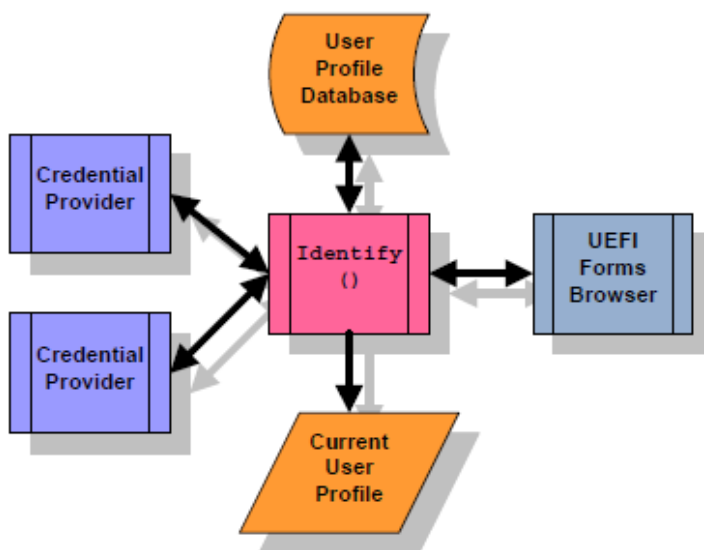 User
Profile
Database
Credential
Provider
Identify
()
UEFI
Forms
Browser
Credential
Provider
Current
User
Profile